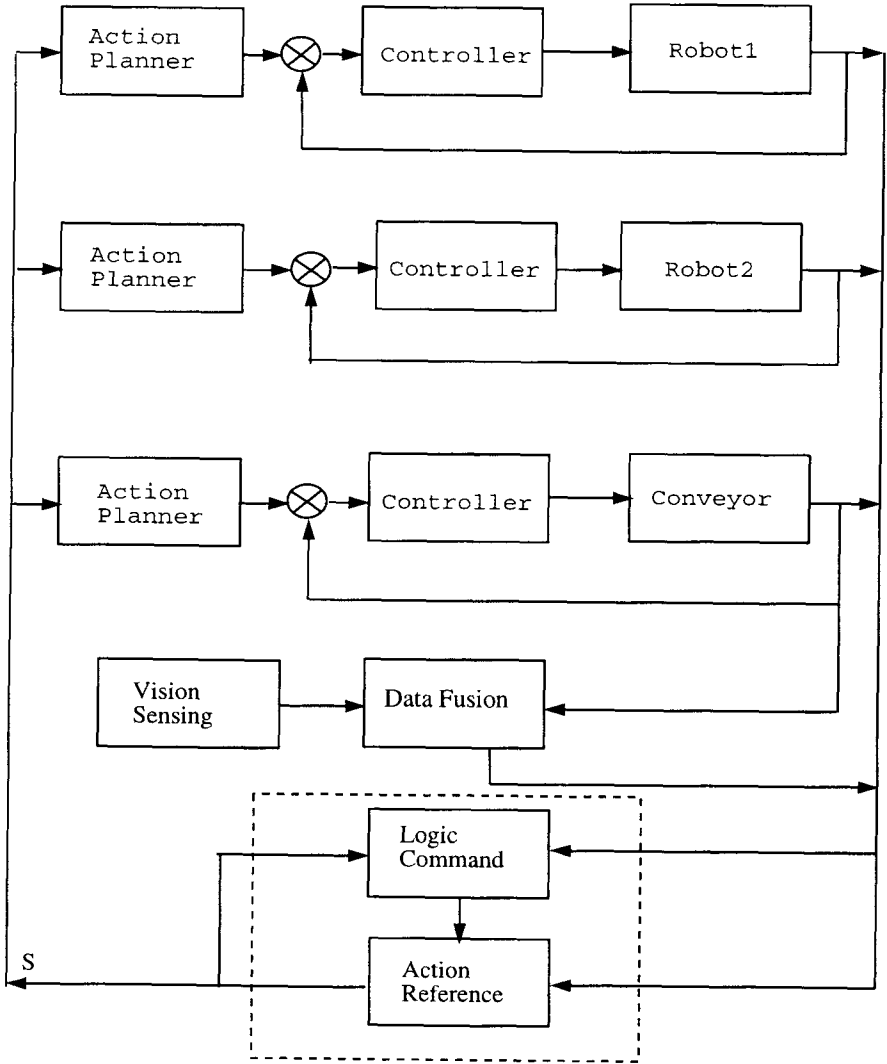 Action
Planner
Controller
Robot1
Action
Planner
Controller
Robot2
Action
Planner
Controller
Conveyor
Vision
Sensing
Data Fusion
Logic
Command
S
Action
Reference